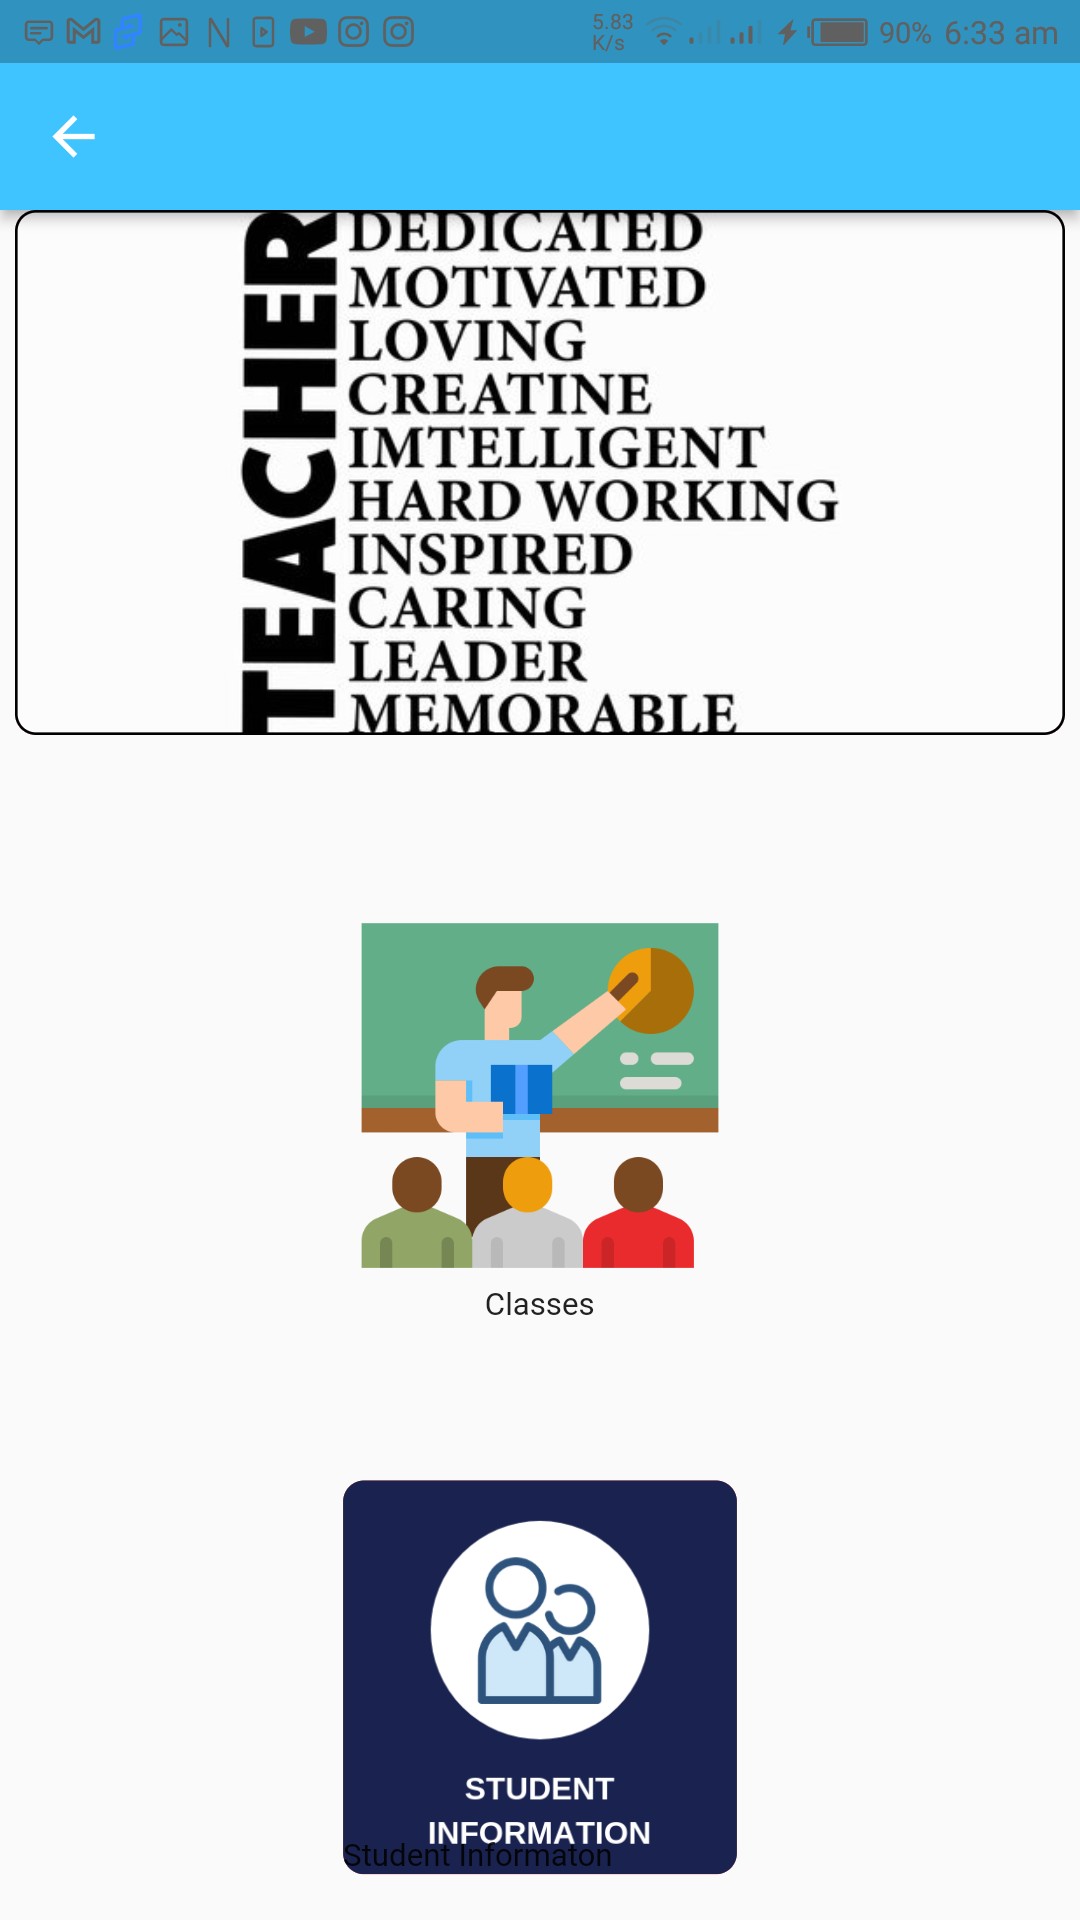 5.83 K/s 90% 6:33 am
TEACHER
DEDICATED
MOTIVATED
LOVING
CREATINE
IMTELLIGENT
HARD WORKING
INSPIRED
CARING
LEADER
MEMORABLE
Classes
STUDENT
INFORMATION
Student Informaton